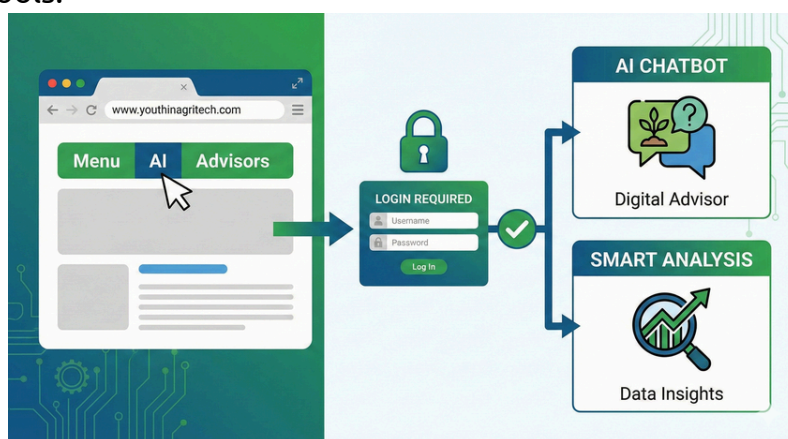 www.youthinagritech.com
Menu AI Advisors
LOGIN REQUIRED
Username
Password
Log In
AI CHATBOT
Digital Advisor
SMART ANALYSIS
Data Insights